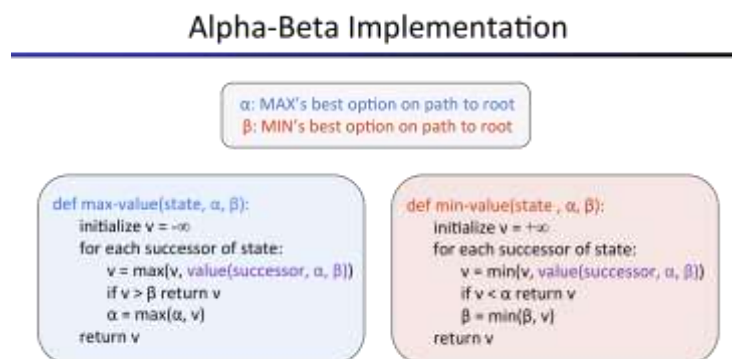 Alpha-Beta Implementation
α: MAX's best option on path to root
β: MIN's best option on path to root
def max-value(state, α, β):
initialize v = -∞
for each successor of state:
v = max(v, value(successor, α, β))
if v > β return v
α = max(α, v)
return v
def min-value(state , α, β):
initialize v = +∞
for each successor of state:
v = min(v, value(successor, α, β))
if v < α return v
β = min(β, v)
return v